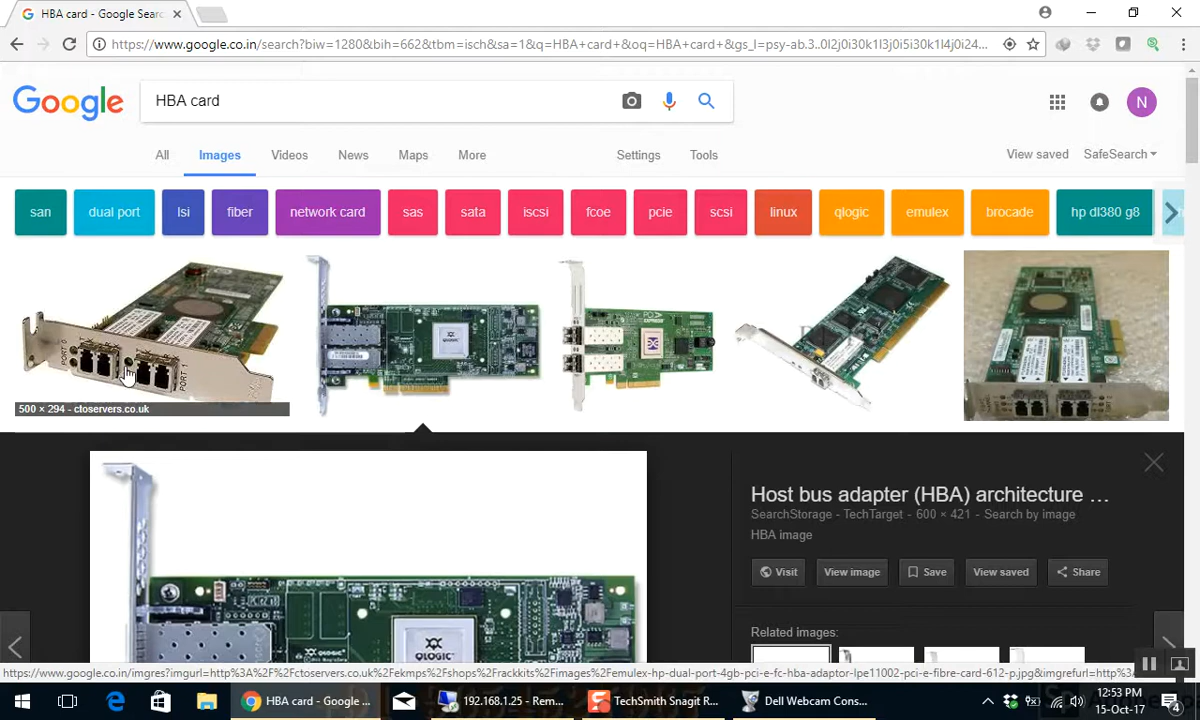 HBA card - Google Searc
https://www.google.co.in/search?biw=1280&bih=662&tbm=isch&sa=1&q=HBA+card+&oq=HBA+card+&gs_l=psy-ab.3...0l2j0i30k1l3j0i5i30k1l4j0i24...
Google
HBA card
N
All
Images
Videos
News
Maps
More
Settings
Tools
View saved
SafeSearch
san
dual port
lsi
fiber
network card
sas
sata
iscsi
fcoe
pcie
scsi
linux
qlogic
emulex
brocade
hp dl380 g8
PORT 0
PORT 1
500 × 294 - ctoservers.co.uk
Host bus adapter (HBA) architecture ...
SearchStorage - TechTarget - 600 × 421 - Search by image
HBA image
Visit
View image
Save
View saved
Share
QLOGIC
Related images:
https://www.google.co.in/imgres?imgurl=http%3A%2F%2Fctoservers.co.uk%2Fekmps%2Fshops%2Frackkits%2Fimages%2Femulex-hp-dual-port-4gb-pci-e-fc-hba-adaptor-lpe11002-pci-e-fibre-card-612-p.jpg&imgrefurl=http%3...
HBA card - Google ...
192.168.1.25 - Rem...
TechSmith Snagit R...
Dell Webcam Cons...
12:53 PM
15-Oct-17
4